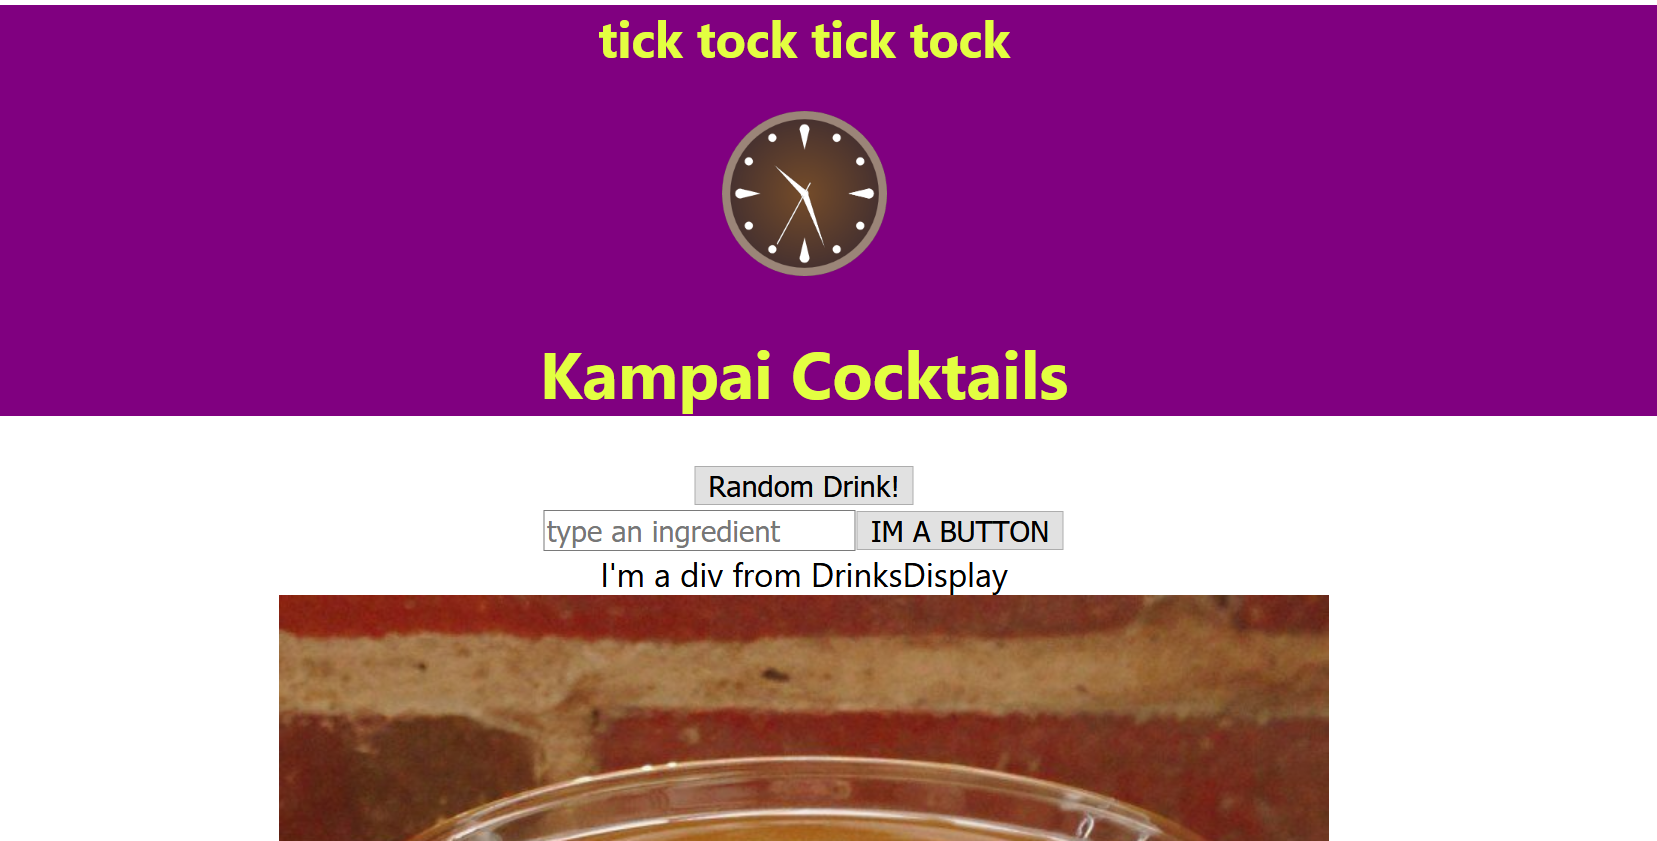 tick tock tick tock
Kampai Cocktails
Random Drink!
type an ingredient IM A BUTTON
I'm a div from DrinksDisplay